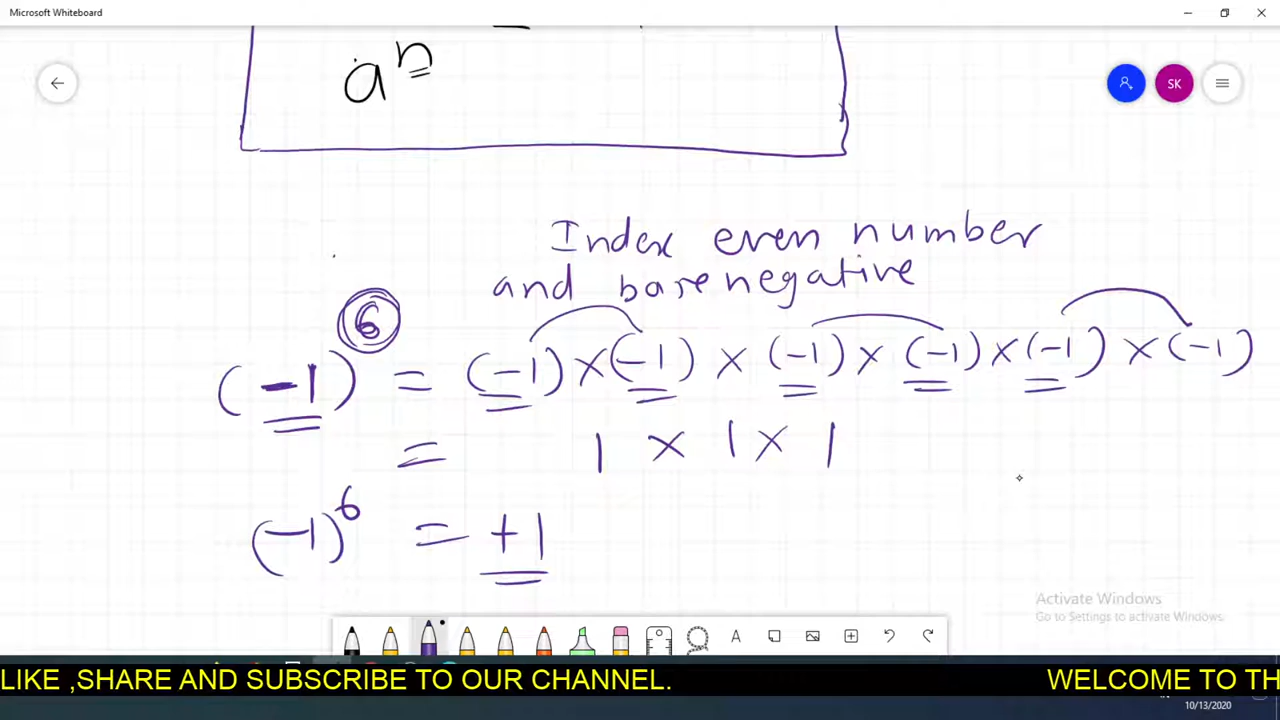 Microsoft Whiteboard
aⁿ
SK
Index even number
and base negative
(-1)⁶ = (-1)×(-1) × (-1)× (-1)×(-1) ×(-1)
= 1 × 1 × 1
(-1)⁶ = +1
Activate Windows
Go to Settings to activate Windows.
A
LIKE ,SHARE AND SUBSCRIBE TO OUR CHANNEL. WELCOME TO TH
10/13/2020